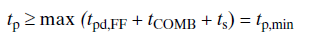 tp ≥ max (tpd,FF + tCOMB + ts) = tp,min